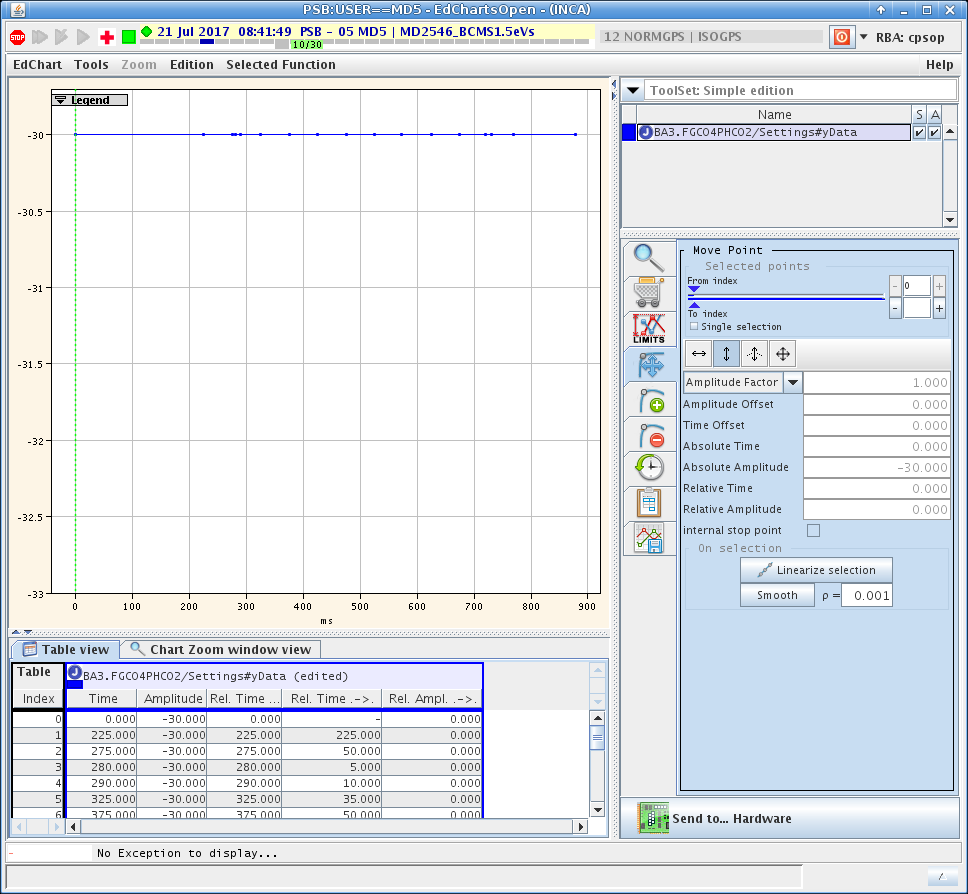 PSB:USER==MD5 - EdChartsOpen - (INCA)
STOP
21 Jul 2017 08:41:49 PSB - 05 MD5 | MD2546_BCMS1.5eVs
10/30
12 NORMGPS | ISOGPS
RBA: cpsop
EdChart Tools Zoom Edition Selected Function Help
Legend
-30
-30.5
-31
-31.5
-32
-32.5
-33
0 100 200 300 400 500 600 700 800 900
ms
ToolSet: Simple edition
Name S A
J BA3.FGCO4PHCO2/Settings#yData
LIMITS
Move Point
Selected points
From index
- 0 +
To index
- +
Single selection
Amplitude Factor 1.000
Amplitude Offset 0.000
Time Offset 0.000
Absolute Time 0.000
Absolute Amplitude -30.000
Relative Time 0.000
Relative Amplitude 0.000
internal stop point
On selection
Linearize selection
Smooth ρ = 0.001
Table view Chart Zoom window view
Table J BA3.FGCO4PHCO2/Settings#yData (edited)
Index Time Amplitude Rel. Time ... Rel. Time .->. Rel. Ampl. .->.
0 0.000 -30.000 0.000 - 0.000
1 225.000 -30.000 225.000 225.000 0.000
2 275.000 -30.000 275.000 50.000 0.000
3 280.000 -30.000 280.000 5.000 0.000
4 290.000 -30.000 290.000 10.000 0.000
5 325.000 -30.000 325.000 35.000 0.000
6 375.000 -30.000 375.000 50.000 0.000
Send to... Hardware
- No Exception to display...